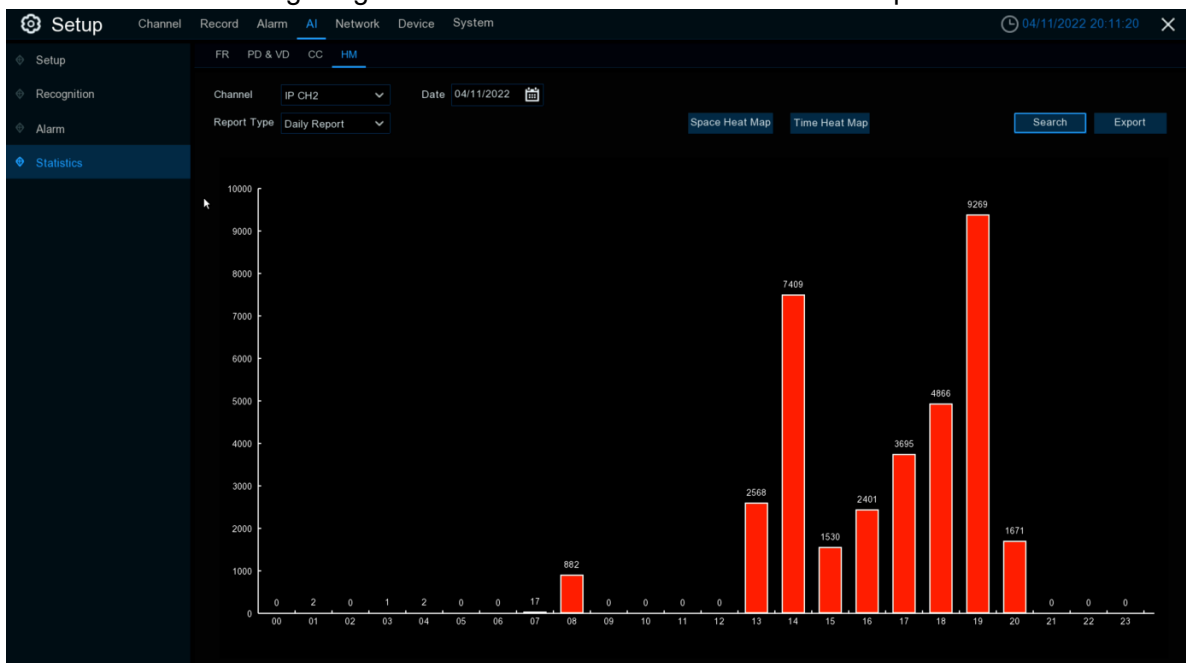 Setup Channel Record Alarm AI Network Device System 04/11/2022 20:11:20
Setup
Recognition
Alarm
Statistics
FR PD & VD CC HM
Channel IP CH2 Date 04/11/2022
Report Type Daily Report Space Heat Map Time Heat Map Search Export
10000
9000
8000
7000
6000
5000
4000
3000
2000
1000
0
0 2 0 1 2 0 0 17 882 0 0 0 0 2568 7409 1530 2401 3695 4866 9269 1671 0 0 0
00 01 02 03 04 05 06 07 08 09 10 11 12 13 14 15 16 17 18 19 20 21 22 23